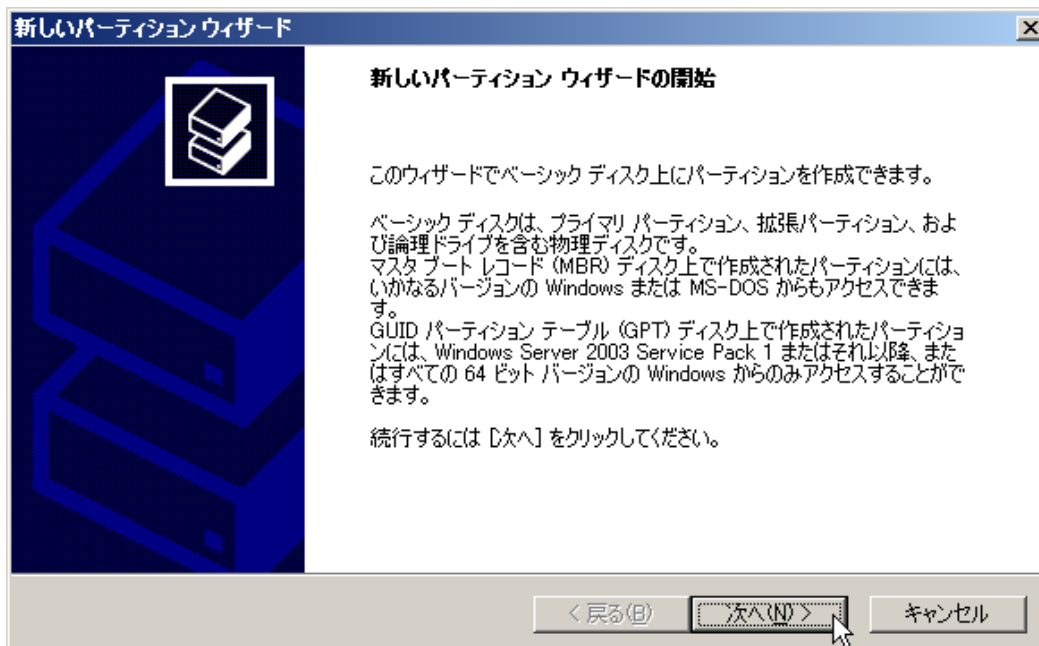 新しいパーティション ウィザード
新しいパーティション ウィザードの開始
このウィザードでベーシック ディスク上にパーティションを作成できます。
ベーシック ディスクは、プライマリ パーティション、拡張パーティション、およ
び論理ドライブを含む物理ディスクです。
マスタ ブート レコード (MBR) ディスク上で作成されたパーティションには、
いかなるバージョンの Windows または MS-DOS からもアクセスできま
す。
GUID パーティション テーブル (GPT) ディスク上で作成されたパーティショ
ンには、Windows Server 2003 Service Pack 1 またはそれ以降、また
はすべての 64 ビット バージョンの Windows からのみアクセスすることがで
きます。
続行するには [次へ] をクリックしてください。
< 戻る(B)
次へ(N) >
キャンセル